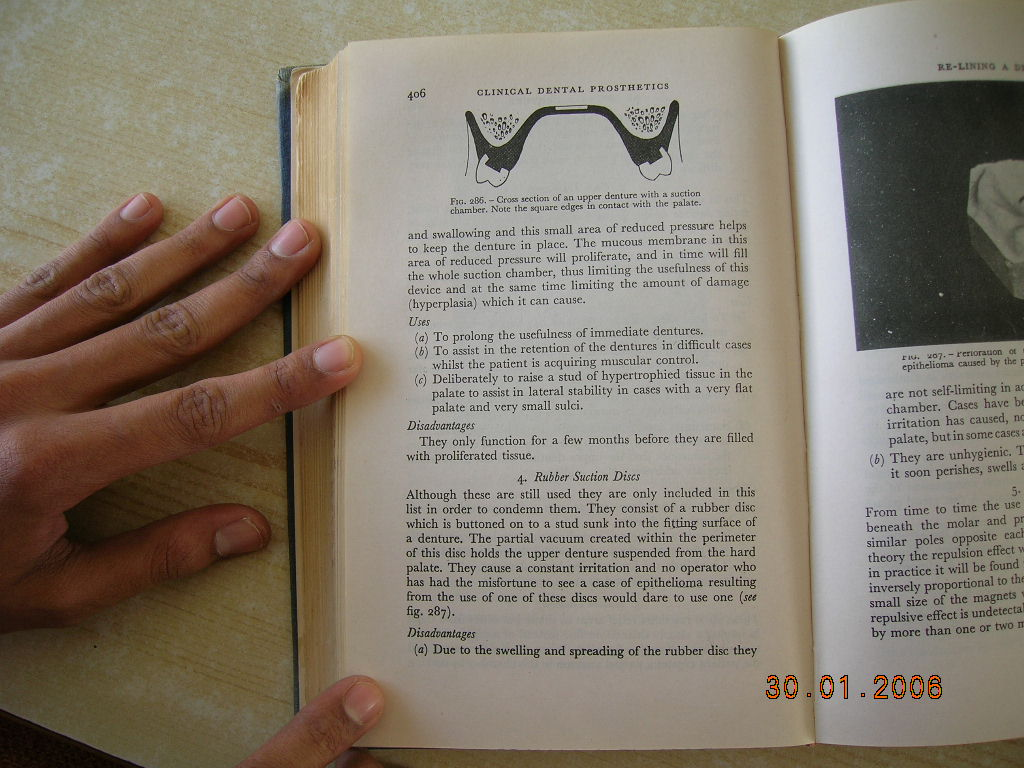 406
CLINICAL DENTAL PROSTHETICS
FIG. 286. – Cross section of an upper denture with a suction
chamber. Note the square edges in contact with the palate.
and swallowing and this small area of reduced pressure helps
to keep the denture in place. The mucous membrane in this
area of reduced pressure will proliferate, and in time will fill
the whole suction chamber, thus limiting the usefulness of this
device and at the same time limiting the amount of damage
(hyperplasia) which it can cause.
Uses
(a) To prolong the usefulness of immediate dentures.
(b) To assist in the retention of the dentures in difficult cases
whilst the patient is acquiring muscular control.
(c) Deliberately to raise a stud of hypertrophied tissue in the
palate to assist in lateral stability in cases with a very flat
palate and very small sulci.
Disadvantages
They only function for a few months before they are filled
with proliferated tissue.
4. Rubber Suction Discs
Although these are still used they are only included in this
list in order to condemn them. They consist of a rubber disc
which is buttoned on to a stud sunk into the fitting surface of
a denture. The partial vacuum created within the perimeter
of this disc holds the upper denture suspended from the hard
palate. They cause a constant irritation and no operator who
has had the misfortune to see a case of epithelioma resulting
from the use of one of these discs would dare to use one (see
fig. 287).
Disadvantages
(a) Due to the swelling and spreading of the rubber disc they
RE-LINING A
FIG. 287. – Perforation
epithelioma caused by the
are not self-limiting in
chamber. Cases have
irritation has caused,
palate, but in some cases
(b) They are unhygienic.
it soon perishes, swells
5.
From time to time the use
beneath the molar and
similar poles opposite
theory the repulsion effect
in practice it will be found
inversely proportional to
small size of the magnets
repulsive effect is
by more than one or two
30.01.2006